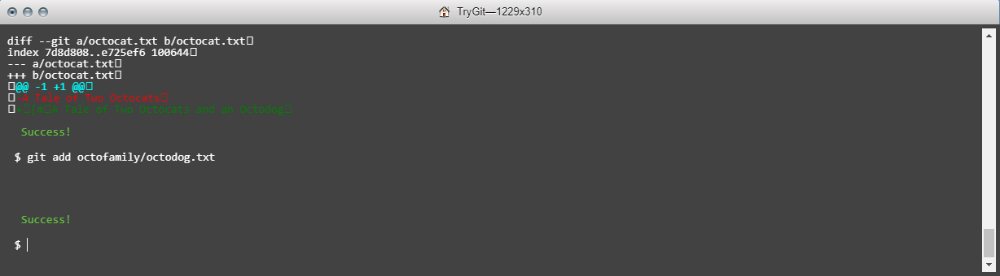 TryGit—1229x310
diff --git a/octocat.txt b/octocat.txt
index 7d8d808..e725ef6 100644
--- a/octocat.txt
+++ b/octocat.txt
@@ -1 +1 @@
-A Tale of Two Octocats
[m A Tale of Two Octocats and an Octodog
Success!
$ git add octofamily/octodog.txt
Success!
$